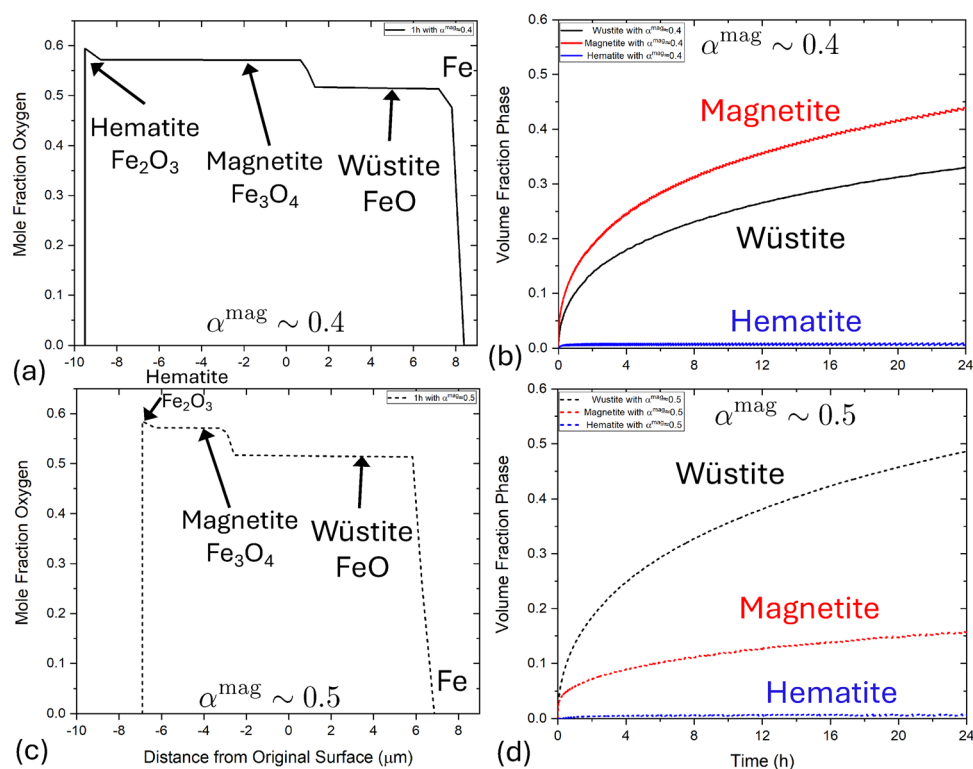 1h with α^mag≈0.4
Mole Fraction Oxygen
0.6
0.5
0.4
0.3
0.2
0.1
0.0
Hematite
Fe₂O₃
Magnetite
Fe₃O₄
Wüstite
FeO
Fe
α^mag ∼ 0.4
-10 -8 -6 -4 -2 0 2 4 6 8
(a)
Wustite with α^mag≈0.4
Magnetite with α^mag≈0.4
Hematite with α^mag≈0.4
α^mag ∼ 0.4
Volume Fraction Phase
0.6
0.5
0.4
0.3
0.2
0.1
0.0
Magnetite
Wüstite
Hematite
0 4 8 12 16 20 24
(b)
Hematite
Fe₂O₃
1h with α^mag≈0.5
Mole Fraction Oxygen
0.6
0.5
0.4
0.3
0.2
0.1
0.0
Magnetite
Fe₃O₄
Wüstite
FeO
Fe
α^mag ∼ 0.5
-10 -8 -6 -4 -2 0 2 4 6 8
(c)
Distance from Original Surface (μm)
Wustite with α^mag≈0.5
Magnetite with α^mag≈0.5
Hematite with α^mag≈0.5
α^mag ∼ 0.5
Volume Fraction Phase
0.6
0.5
0.4
0.3
0.2
0.1
0.0
Wüstite
Magnetite
Hematite
0 4 8 12 16 20 24
(d)
Time (h)